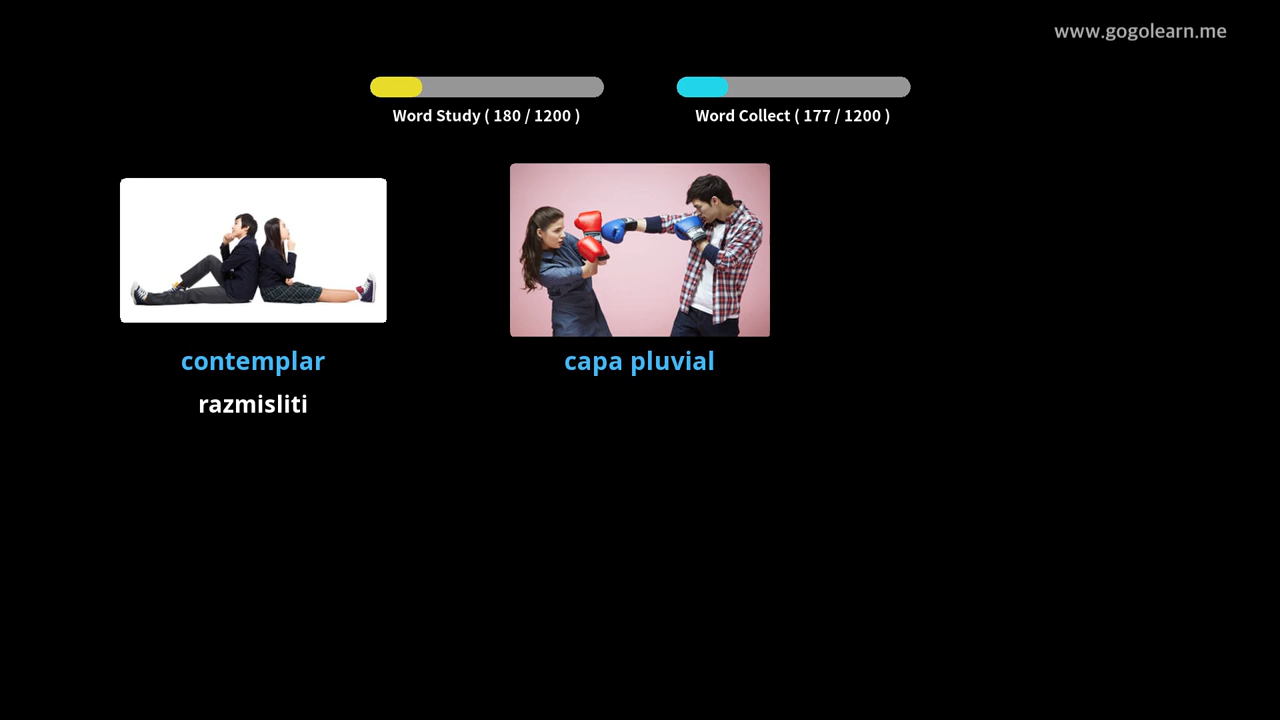 www.gogolearn.me
Word Study ( 180 / 1200 )
Word Collect ( 177 / 1200 )
contemplar
capa pluvial
razmisliti